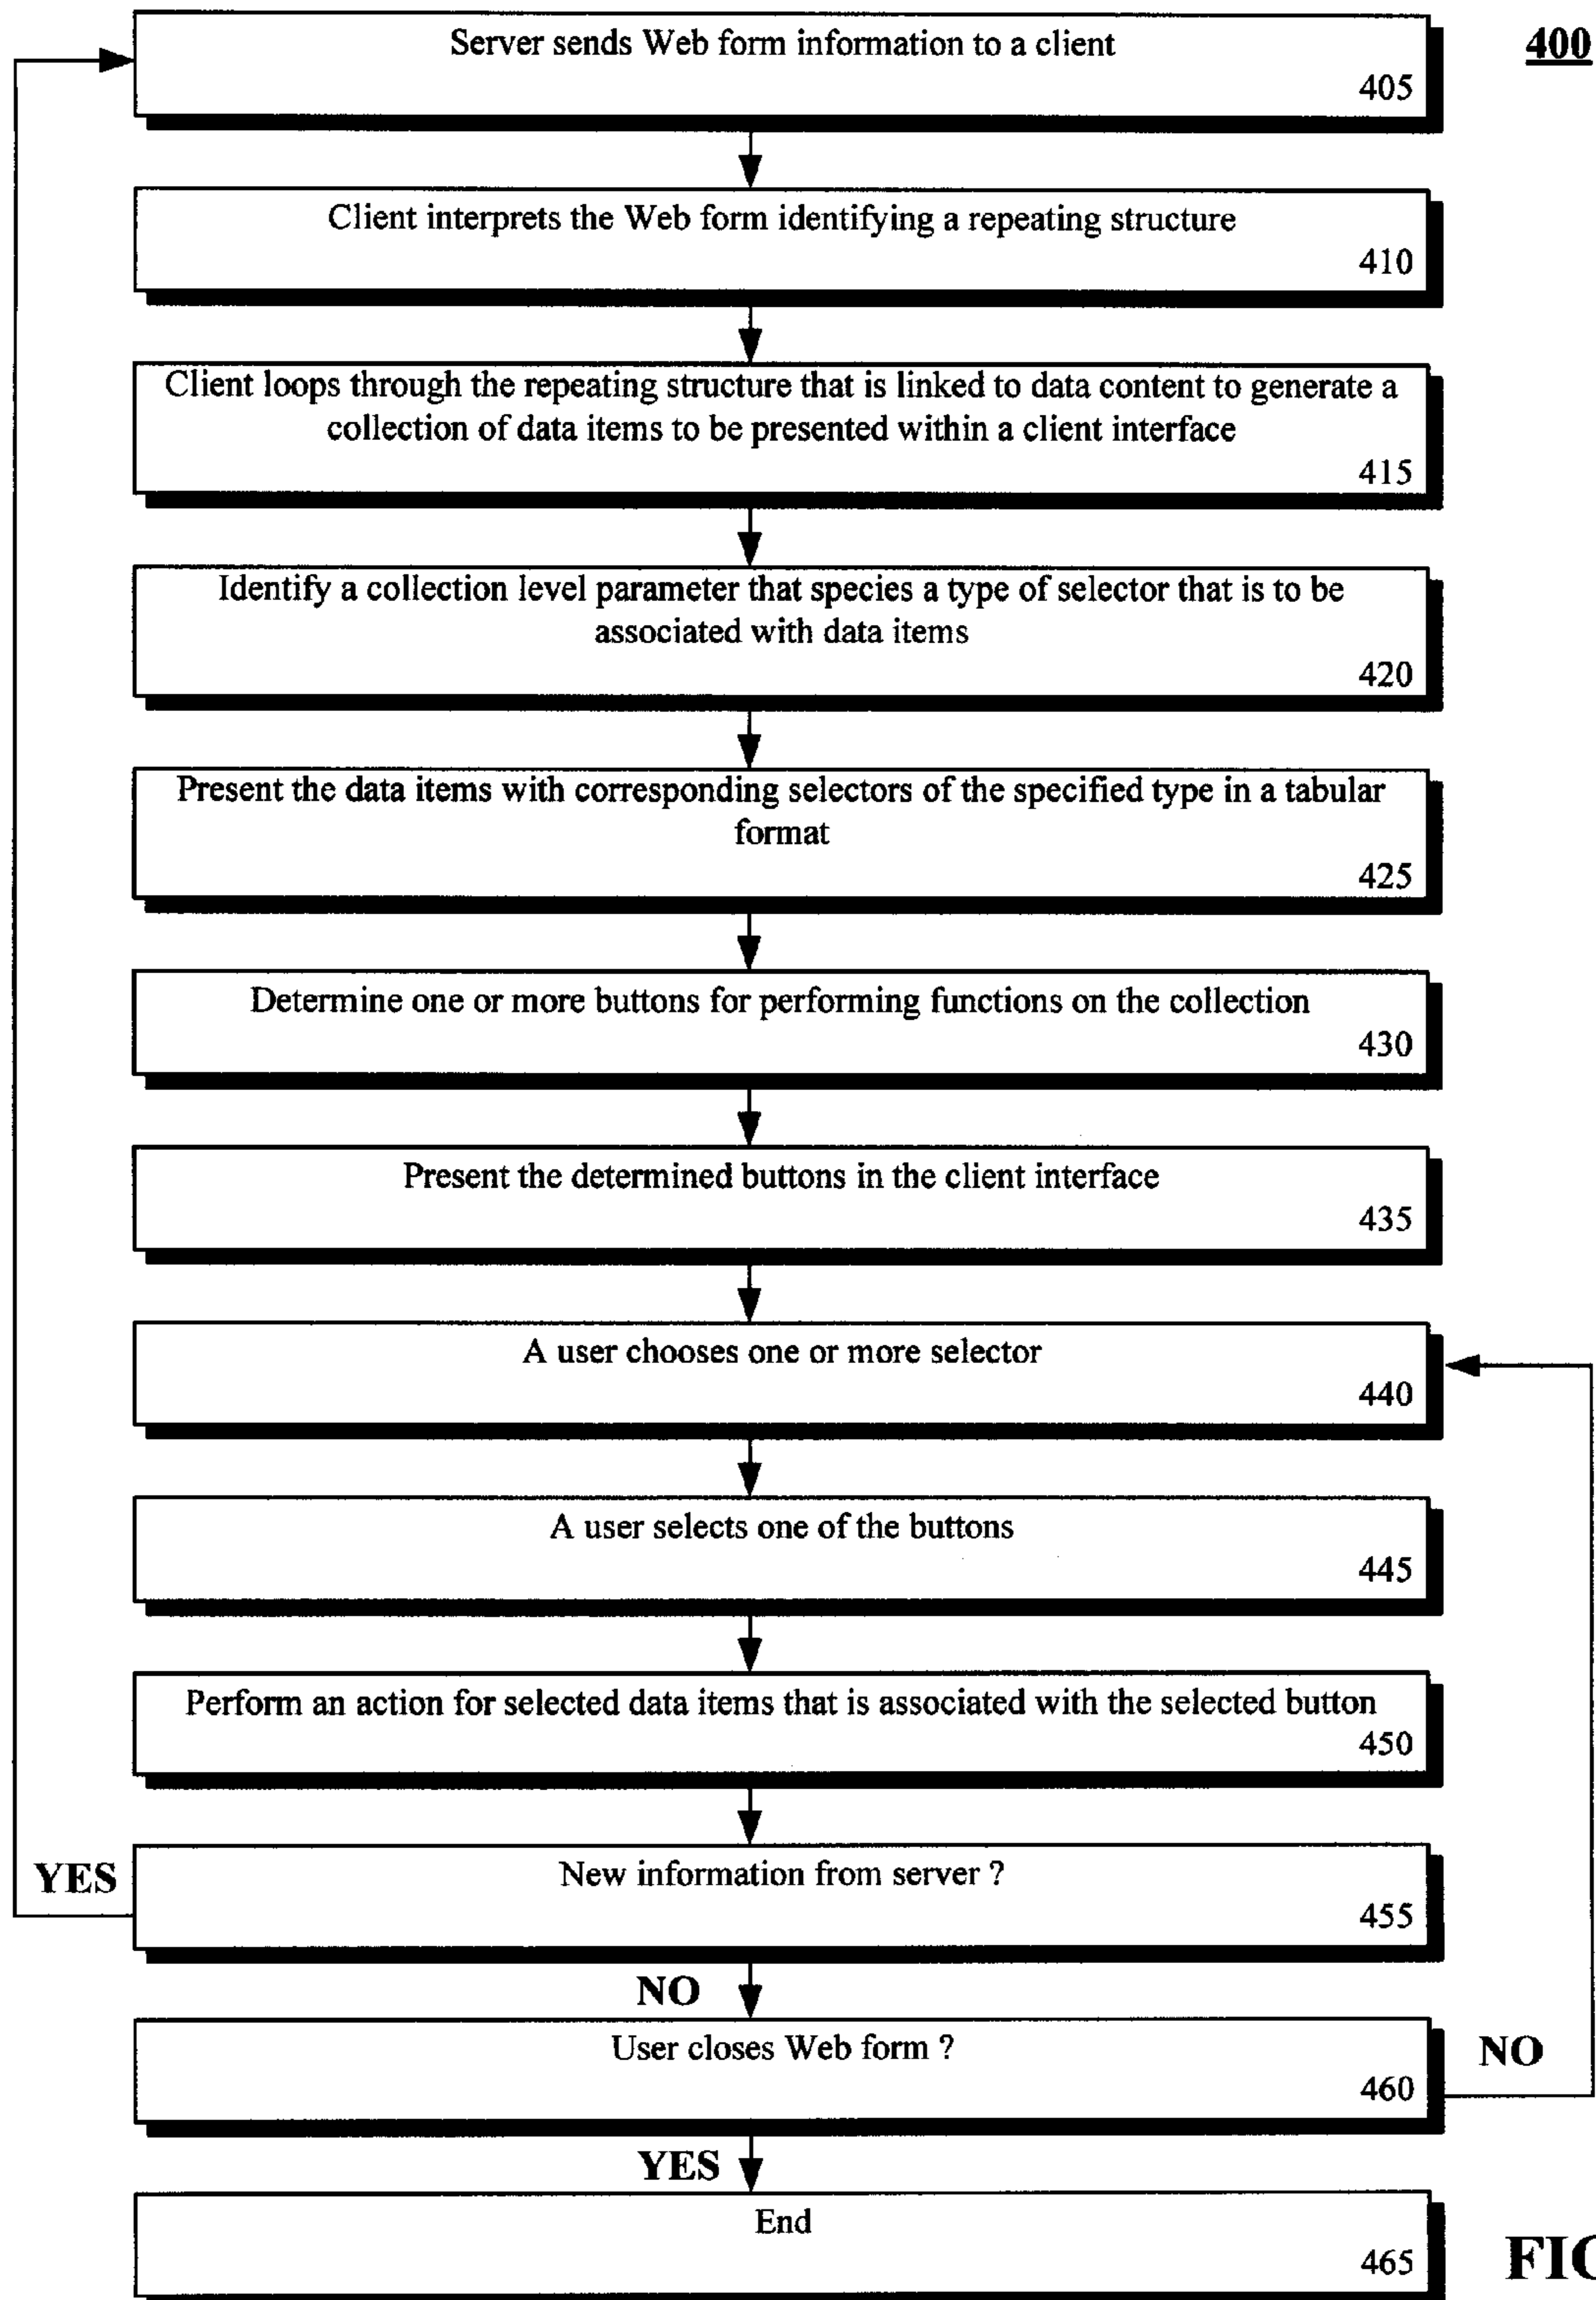 400
Server sends Web form information to a client
405
Client interprets the Web form identifying a repeating structure
410
Client loops through the repeating structure that is linked to data content to generate a
collection of data items to be presented within a client interface
415
Identify a collection level parameter that species a type of selector that is to be
associated with data items
420
Present the data items with corresponding selectors of the specified type in a tabular
format
425
Determine one or more buttons for performing functions on the collection
430
Present the determined buttons in the client interface
435
A user chooses one or more selector
440
A user selects one of the buttons
445
Perform an action for selected data items that is associated with the selected button
450
YES
New information from server ?
455
NO
User closes Web form ?
460
NO
YES
End
465